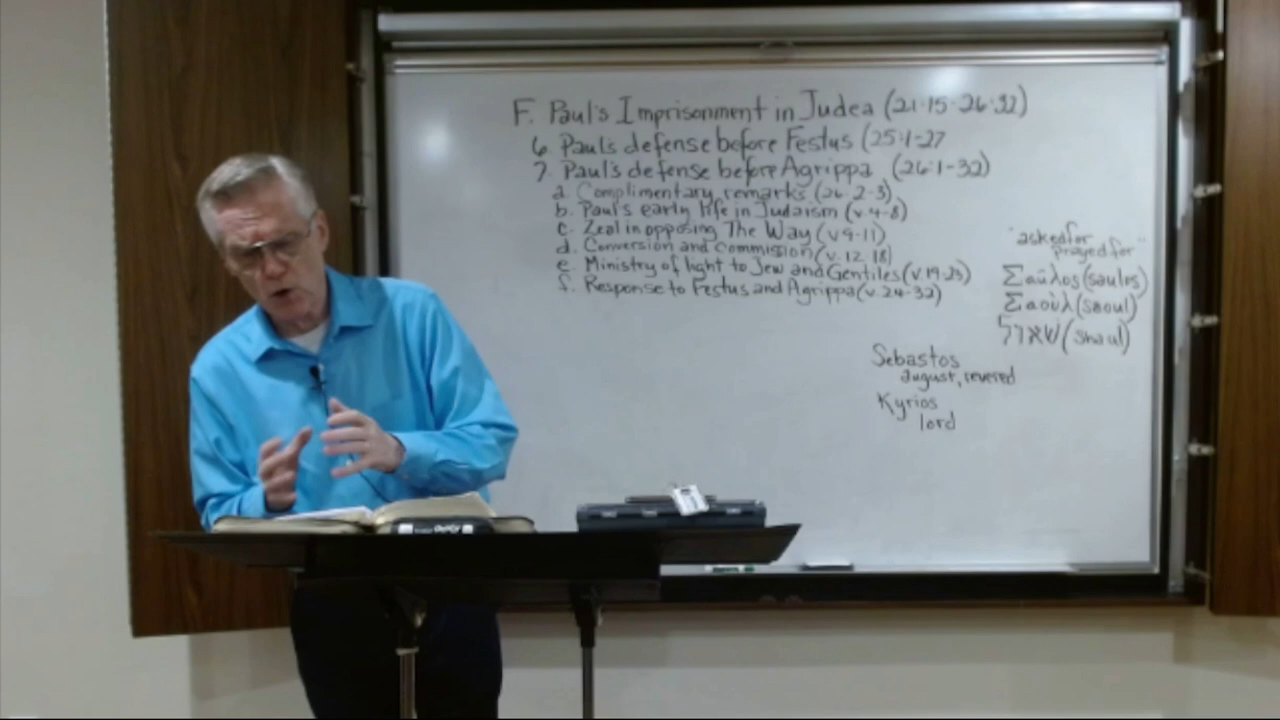 F. Paul's Imprisonment in Judea (21:15-26:32)
6. Paul's defense before Festus (25:1-27
7. Paul's defense before Agrippa (26:1-32)
a. Complimentary remarks (26:2-3)
b. Paul's early life in Judaism (v.4-8)
c. Zeal in opposing The Way (v 9-11)
d. Conversion and Commission (v.12-18)
e. Ministry of light to Jew and Gentiles (v.19-23)
f. Response to Festus and Agrippa (v.24-32)
"asked for
prayed for"
Σαῦλος (saulos)
Σαοὺλ (saoul)
שאול (shaul)
Sebastos
august, revered
Kyrios
lord